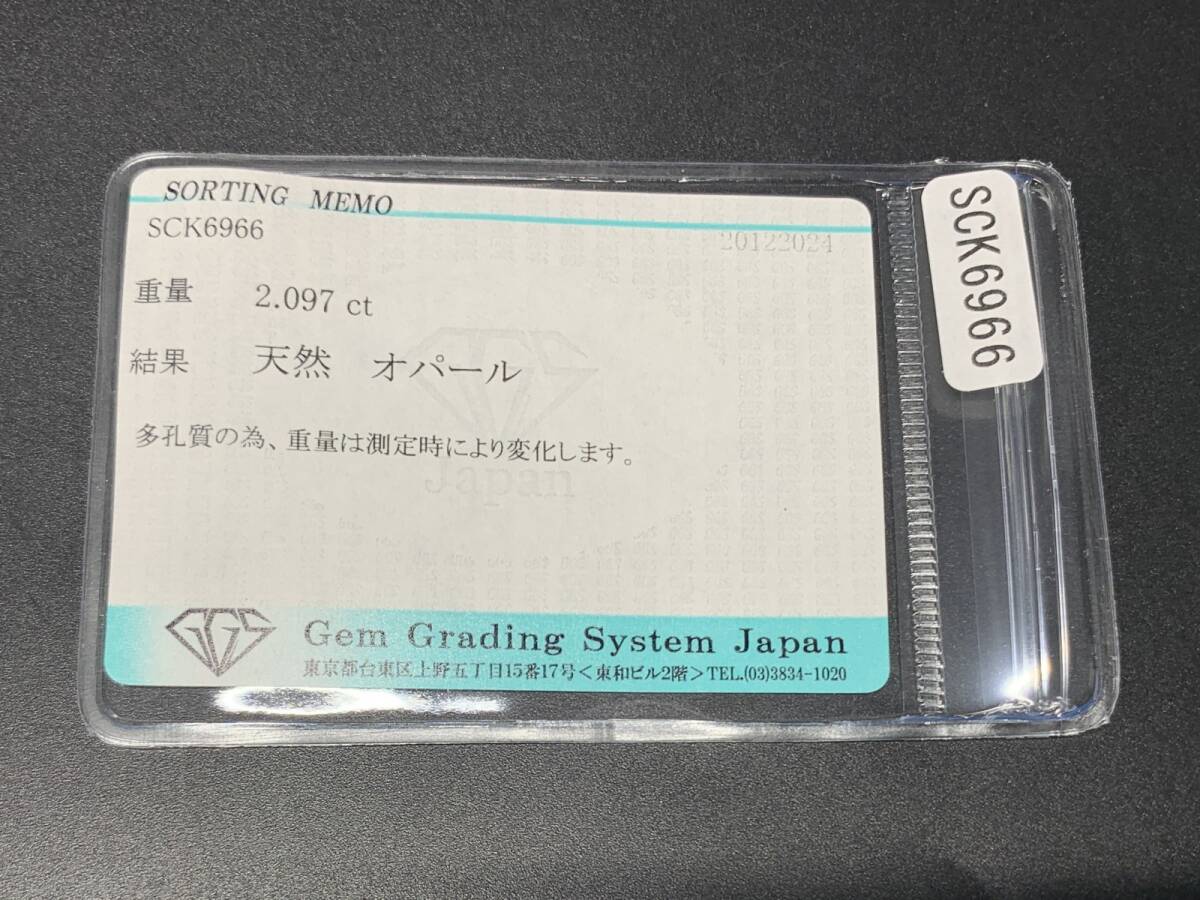 SORTING MEMO
SCK6966
20122024
重量 2.097 ct
結果 天然 オパール
多孔質の為、重量は測定時により変化します。
Japan
GGS
Gem Grading System Japan
東京都台東区上野五丁目15番17号＜東和ビル2階＞TEL.(03)3834-1020
SCK6966